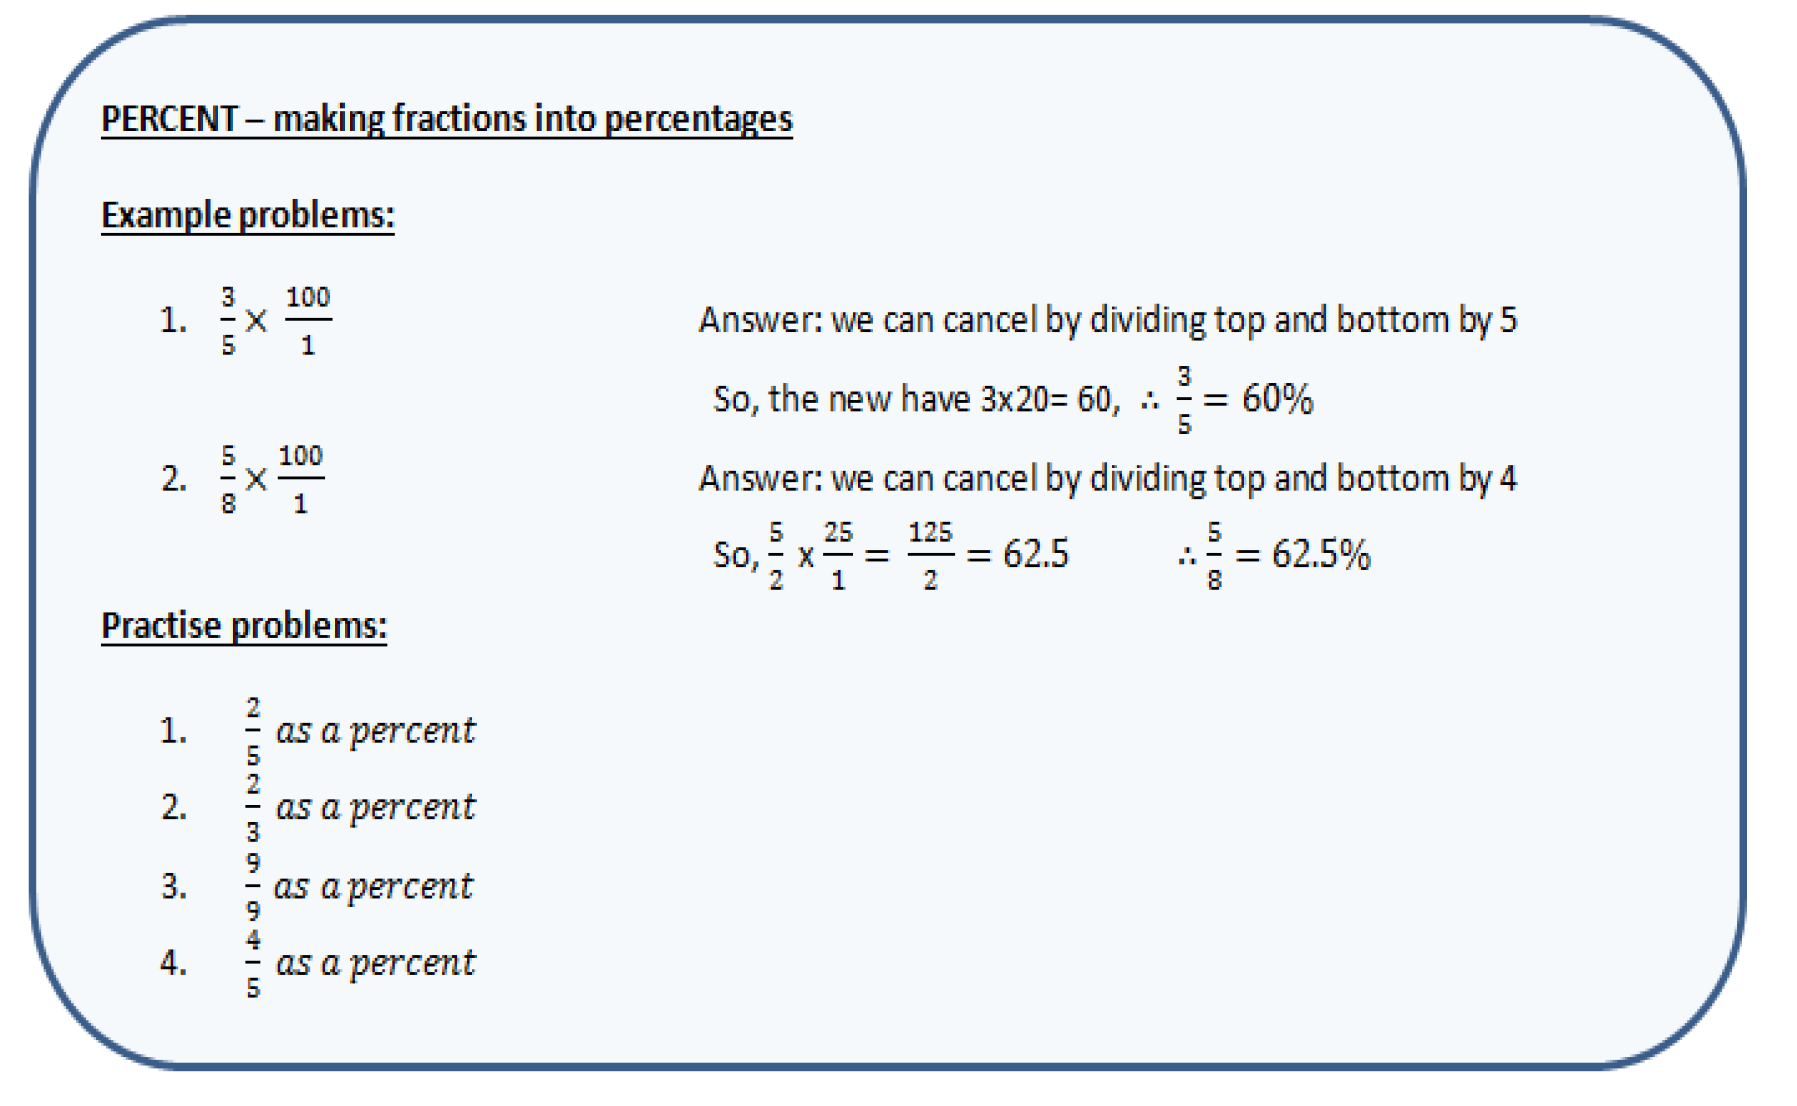 PERCENT – making fractions into percentages
Example problems:
1. 3/5 × 100/1 Answer: we can cancel by dividing top and bottom by 5
So, the new have 3x20= 60, ∴ 3/5 = 60%
2. 5/8 × 100/1 Answer: we can cancel by dividing top and bottom by 4
So, 5/2 x 25/1 = 125/2 = 62.5 ∴ 5/8 = 62.5%
Practise problems:
1. 2/5 as a percent
2. 2/3 as a percent
3. 9/9 as a percent
4. 4/5 as a percent